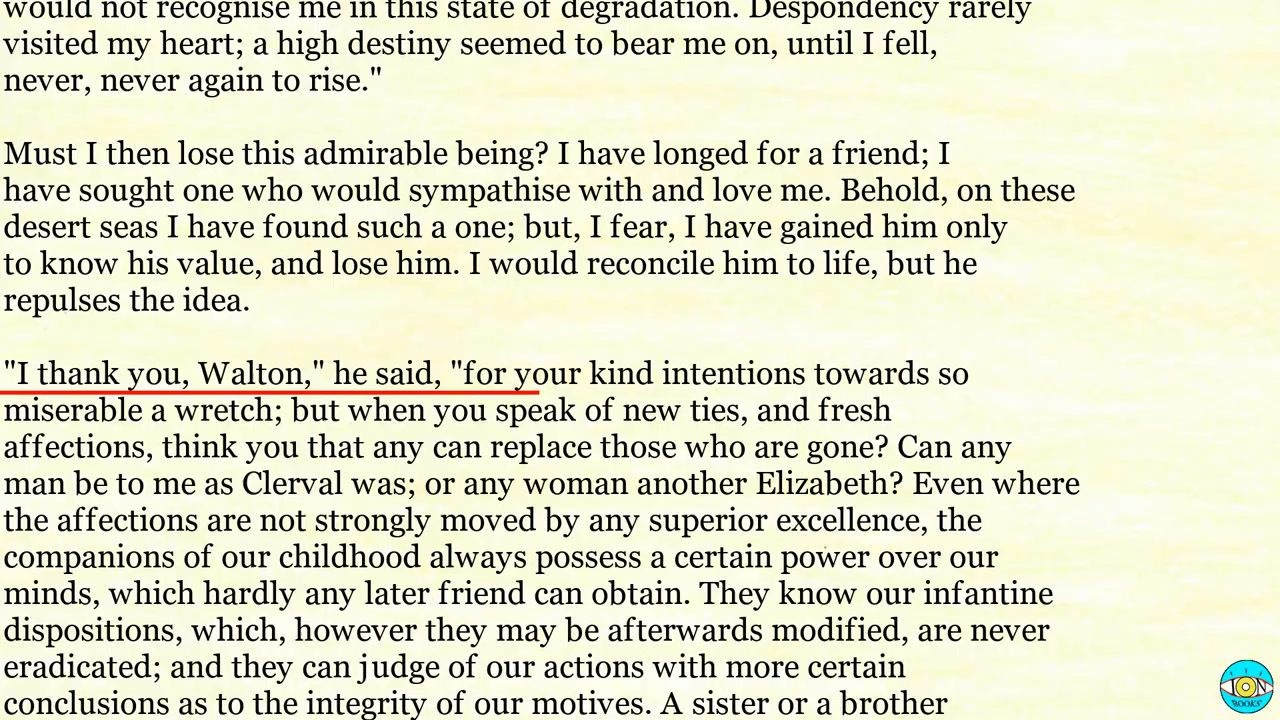 would not recognise me in this state of degradation. Despondency rarely
visited my heart; a high destiny seemed to bear me on, until I fell,
never, never again to rise."
Must I then lose this admirable being? I have longed for a friend; I
have sought one who would sympathise with and love me. Behold, on these
desert seas I have found such a one; but, I fear, I have gained him only
to know his value, and lose him. I would reconcile him to life, but he
repulses the idea.
"I thank you, Walton," he said, "for your kind intentions towards so
miserable a wretch; but when you speak of new ties, and fresh
affections, think you that any can replace those who are gone? Can any
man be to me as Clerval was; or any woman another Elizabeth? Even where
the affections are not strongly moved by any superior excellence, the
companions of our childhood always possess a certain power over our
minds, which hardly any later friend can obtain. They know our infantine
dispositions, which, however they may be afterwards modified, are never
eradicated; and they can judge of our actions with more certain
conclusions as to the integrity of our motives. A sister or a brother
ION
BOOKS